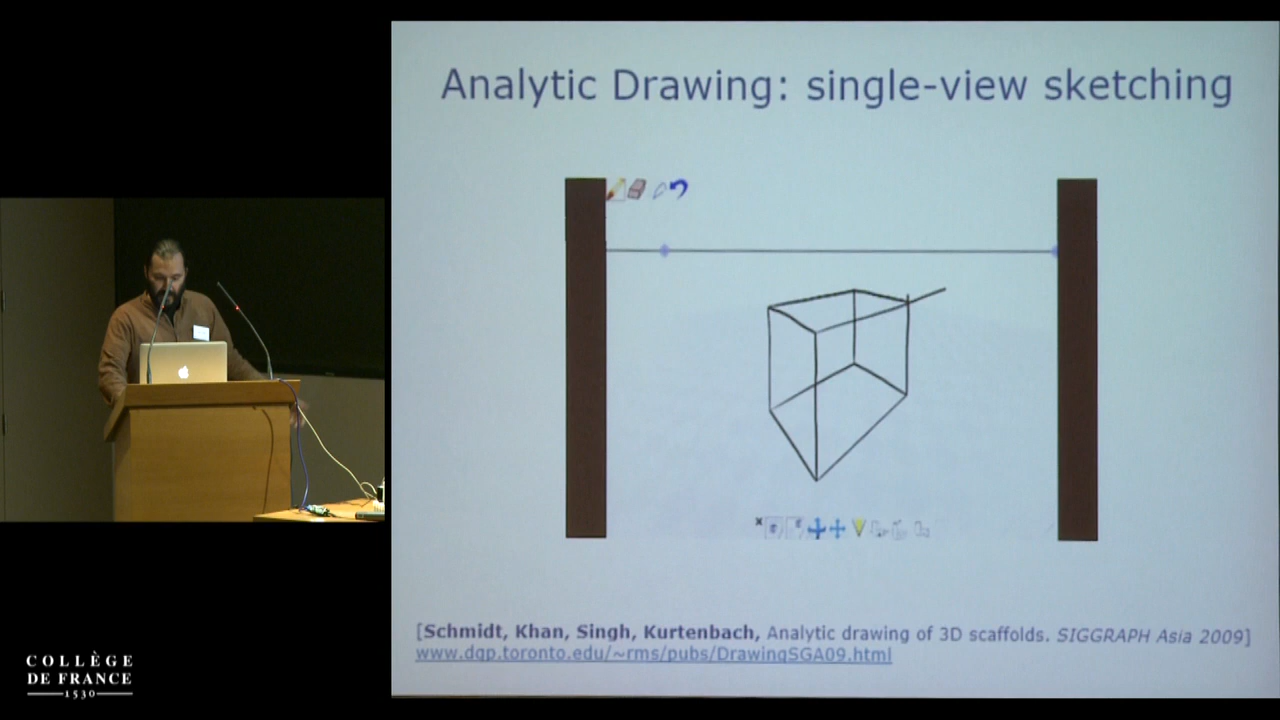 Analytic Drawing: single-view sketching
[Schmidt, Khan, Singh, Kurtenbach, Analytic drawing of 3D scaffolds. SIGGRAPH Asia 2009]
www.dgp.toronto.edu/~rms/pubs/DrawingSGA09.html
COLLÈGE
DE FRANCE
1530